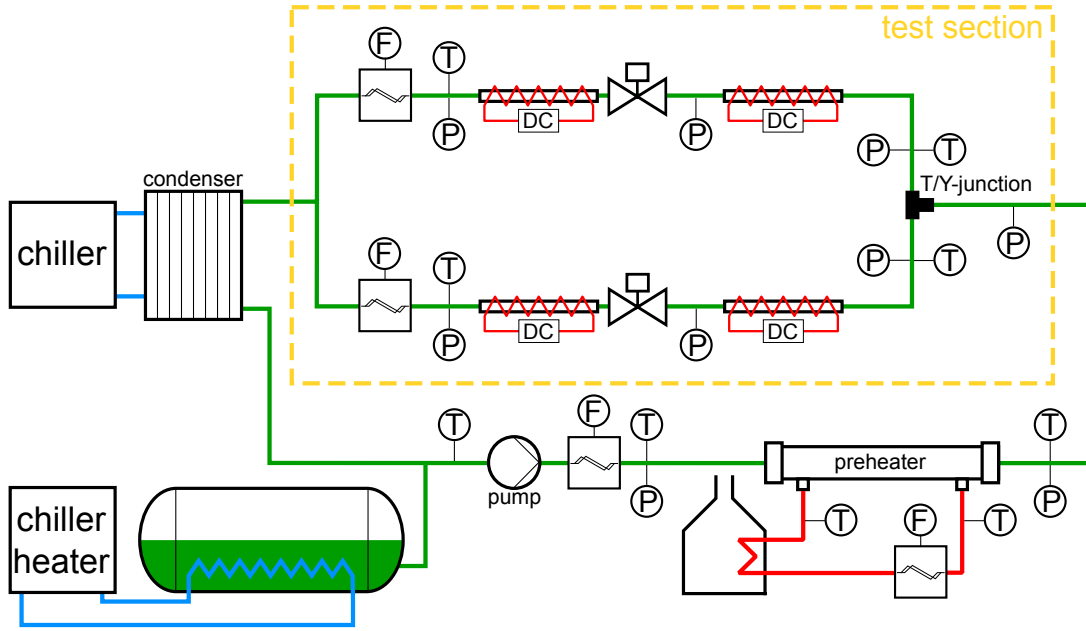 test section
F
T
P
DC
P
DC
P
T
T/Y-junction
P
condenser
chiller
F
T
P
DC
P
DC
P
T
T
pump
F
T
P
preheater
T
P
T
F
T
chiller
heater